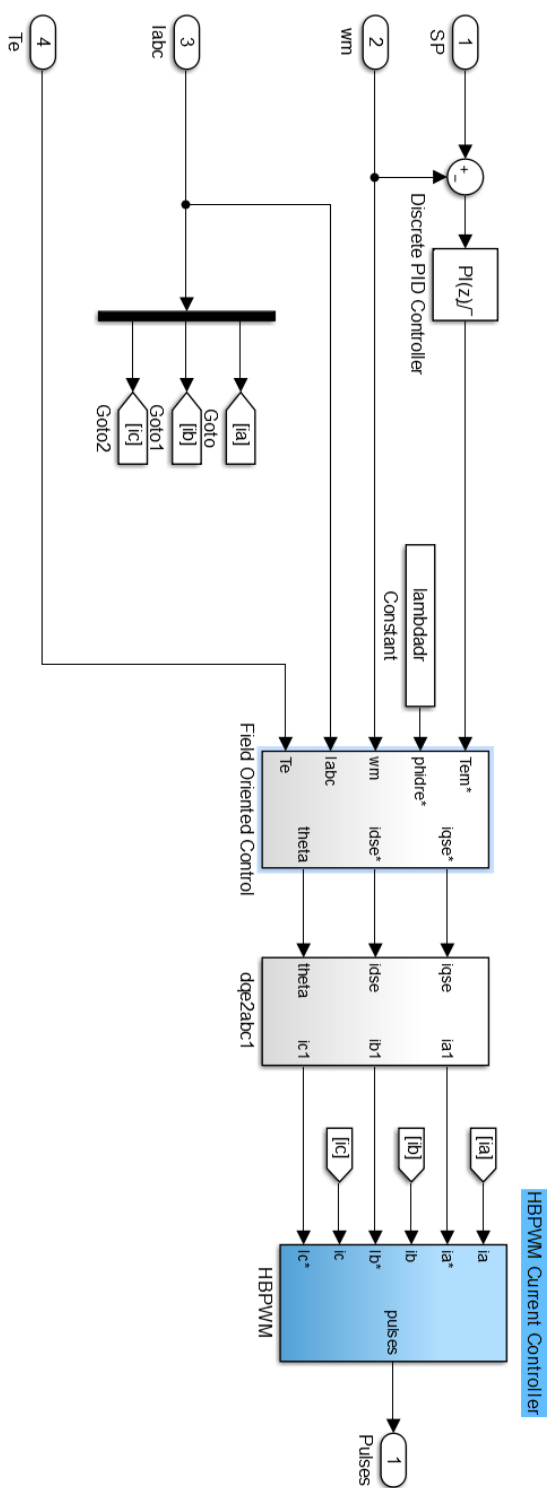 HBPWM Current Controller
1
SP
+
−
PI(z)
Discrete PID Controller
2
wm
3
Iabc
4
Te
[ia]
Goto
[ib]
Goto1
[ic]
Goto2
lambdadr
Constant
Tem*
phidre*
wm
Iabc
Te
iqse*
idse*
theta
Field Oriented Control
iqse
idse
theta
ia1
ib1
ic1
dqe2abc1
[ia]
[ib]
[ic]
ia
ia*
ib
Ib*
ic
Ic*
pulses
HBPWM
1
Pulses